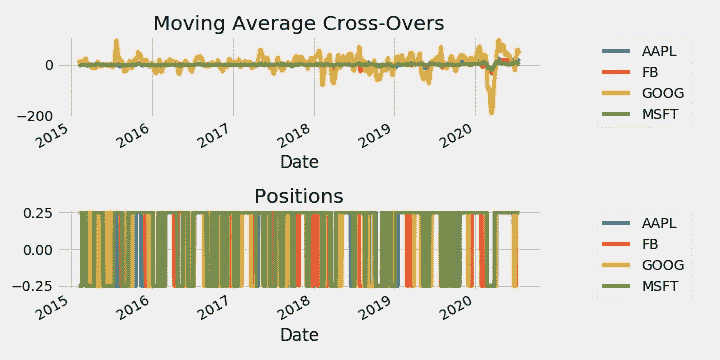 Moving Average Cross-Overs
0
−200
2015 2016 2017 2018 2019 2020
Date
AAPL
FB
GOOG
MSFT
Positions
0.25
0.00
−0.25
2015 2016 2017 2018 2019 2020
Date
AAPL
FB
GOOG
MSFT